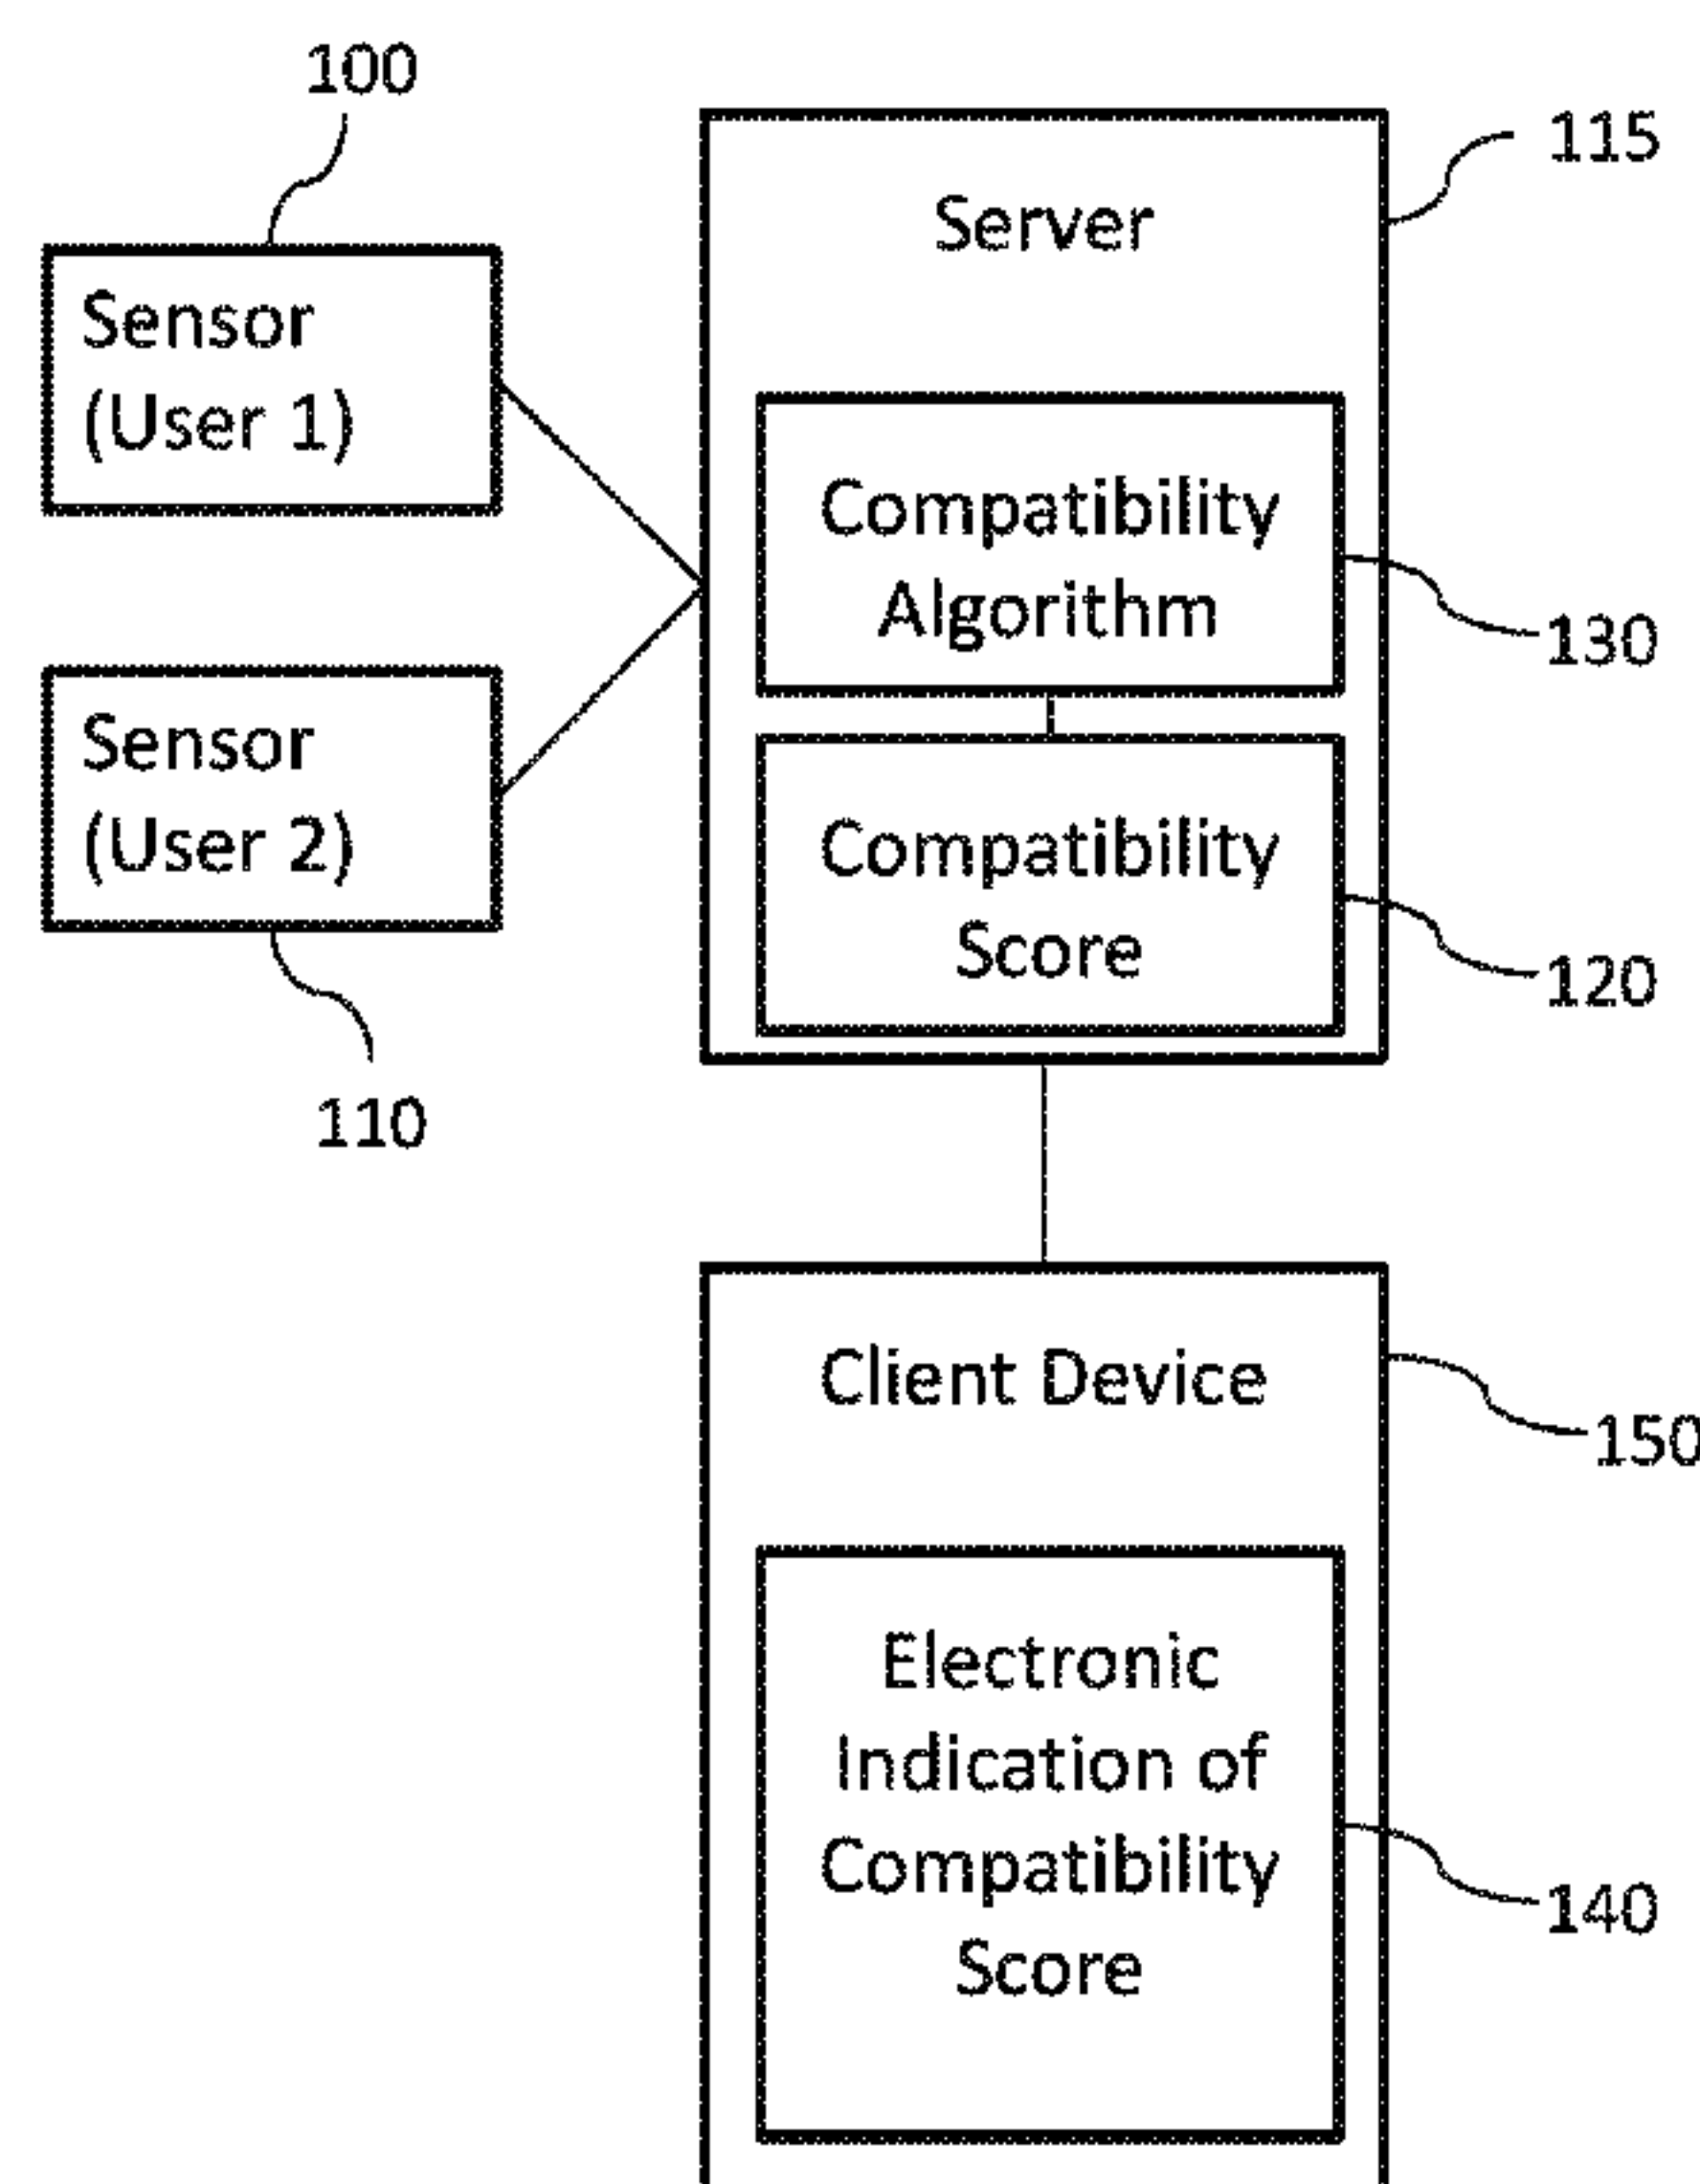 100
115
Server
Sensor
(User 1)
Compatibility
Algorithm
130
Sensor
(User 2)
Compatibility
Score
120
110
Client Device
150
Electronic
Indication of
Compatibility
Score
140